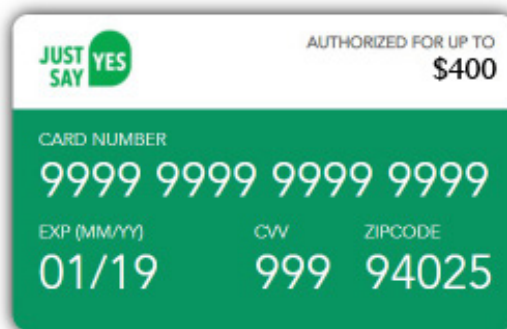 JUST SAY YES
AUTHORIZED FOR UP TO
$400
CARD NUMBER
9999 9999 9999 9999
EXP (MM/YY) CVV ZIPCODE
01/19 999 94025